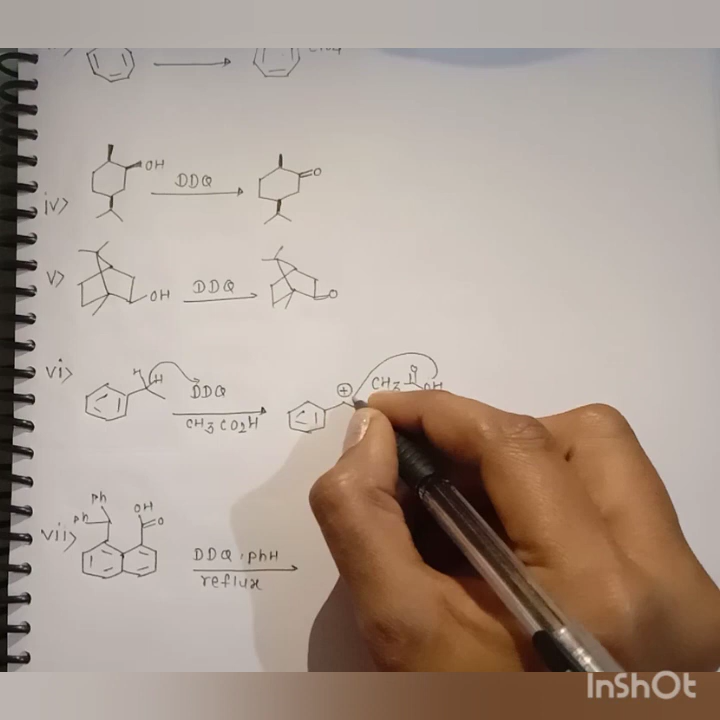 OH
DDQ
O
iv>
v>
OH
DDQ
O
vi>
H
H
DDQ
CH3CO2H
⊕
CH3
O
OH
vii>
Ph
Ph
OH
O
DDQ, PhH
reflux
InShOt